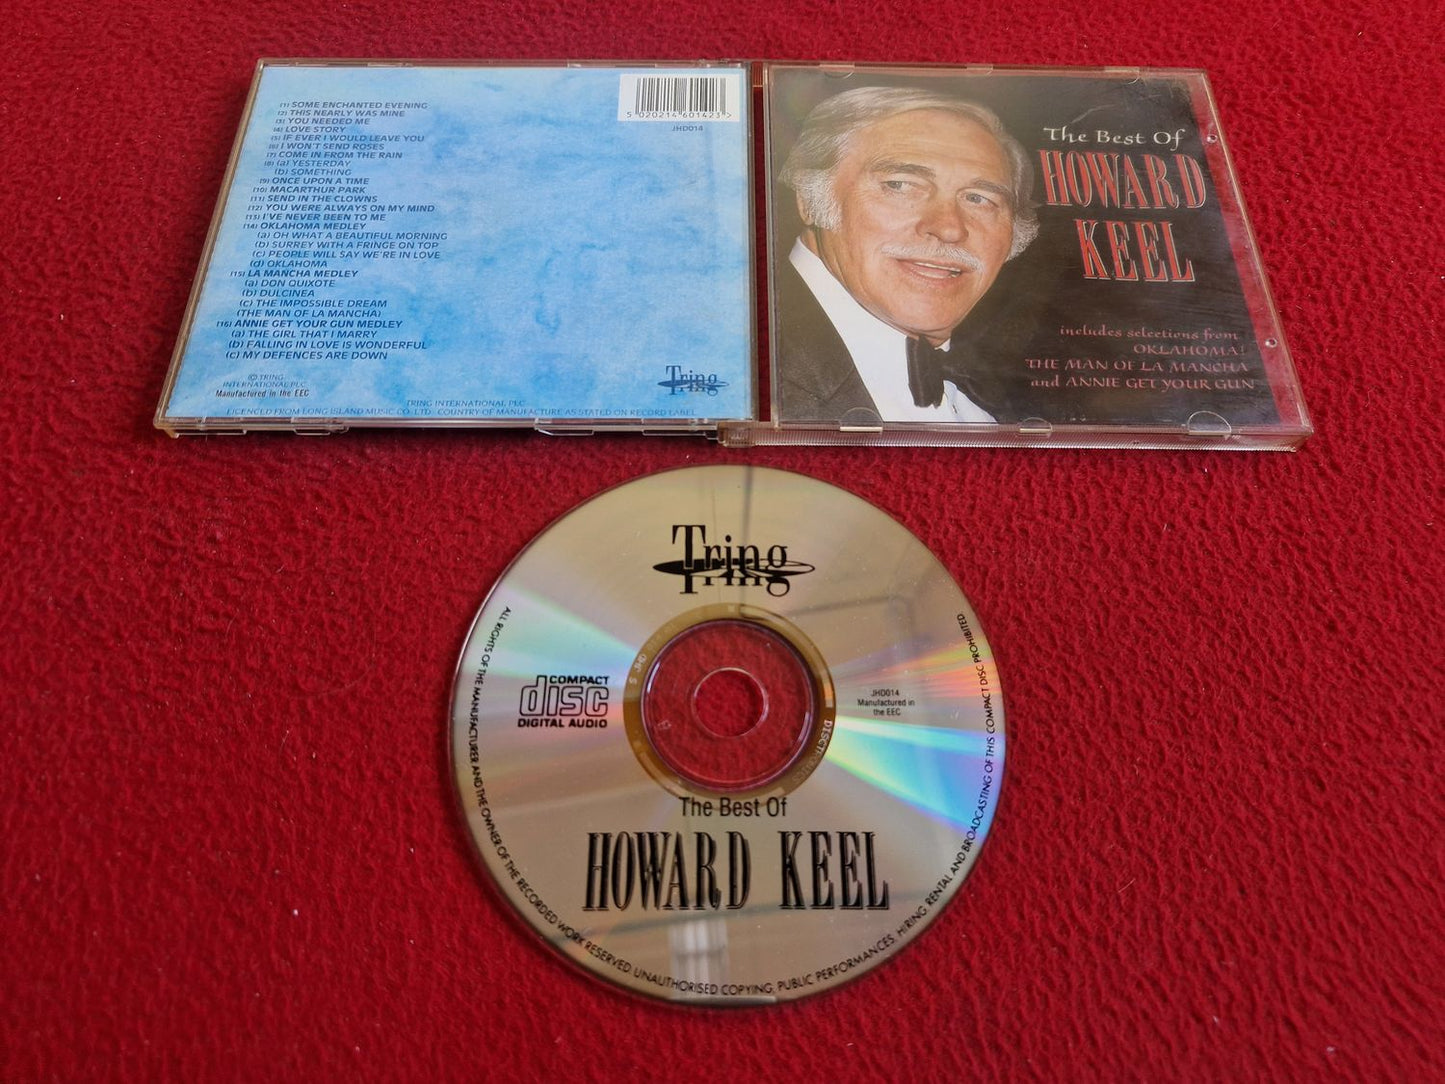 5 020214 601423 >
JHD014
(1) SOME ENCHANTED EVENING
(2) THIS NEARLY WAS MINE
(3) YOU NEEDED ME
(4) LOVE STORY
(5) IF EVER I WOULD LEAVE YOU
(6) I WON'T SEND ROSES
(7) COME IN FROM THE RAIN
(8) (a) YESTERDAY
(b) SOMETHING
(9) ONCE UPON A TIME
(10) MACARTHUR PARK
(11) SEND IN THE CLOWNS
(12) YOU WERE ALWAYS ON MY MIND
(13) I'VE NEVER BEEN TO ME
(14) OKLAHOMA MEDLEY
(a) OH WHAT A BEAUTIFUL MORNING
(b) SURREY WITH A FRINGE ON TOP
(c) PEOPLE WILL SAY WE'RE IN LOVE
(d) OKLAHOMA
(15) LA MANCHA MEDLEY
(a) DON QUIXOTE
(b) DULCINEA
(c) THE IMPOSSIBLE DREAM
(THE MAN OF LA MANCHA)
(16) ANNIE GET YOUR GUN MEDLEY
(a) THE GIRL THAT I MARRY
(b) FALLING IN LOVE IS WONDERFUL
(c) MY DEFENCES ARE DOWN
© TRING
INTERNATIONAL PLC
Manufactured in the EEC
Tring
TRING INTERNATIONAL PLC
LICENCED FROM LONG ISLAND MUSIC CO. LTD. COUNTRY OF MANUFACTURE AS STATED ON RECORD LABEL.
The Best Of
HOWARD
KEEL
includes selections from
OKLAHOMA!
THE MAN OF LA MANCHA
and ANNIE GET YOUR GUN
Tring
COMPACT
disc
DIGITAL AUDIO
JHD014
Manufactured in
the EEC
The Best Of
HOWARD KEEL
ALL RIGHTS OF THE MANUFACTURER AND THE OWNER OF THE RECORDED WORK RESERVED. UNAUTHORISED COPYING, PUBLIC PERFORMANCES, HIRING, RENTAL AND BROADCASTING OF THIS COMPACT DISC PROHIBITED